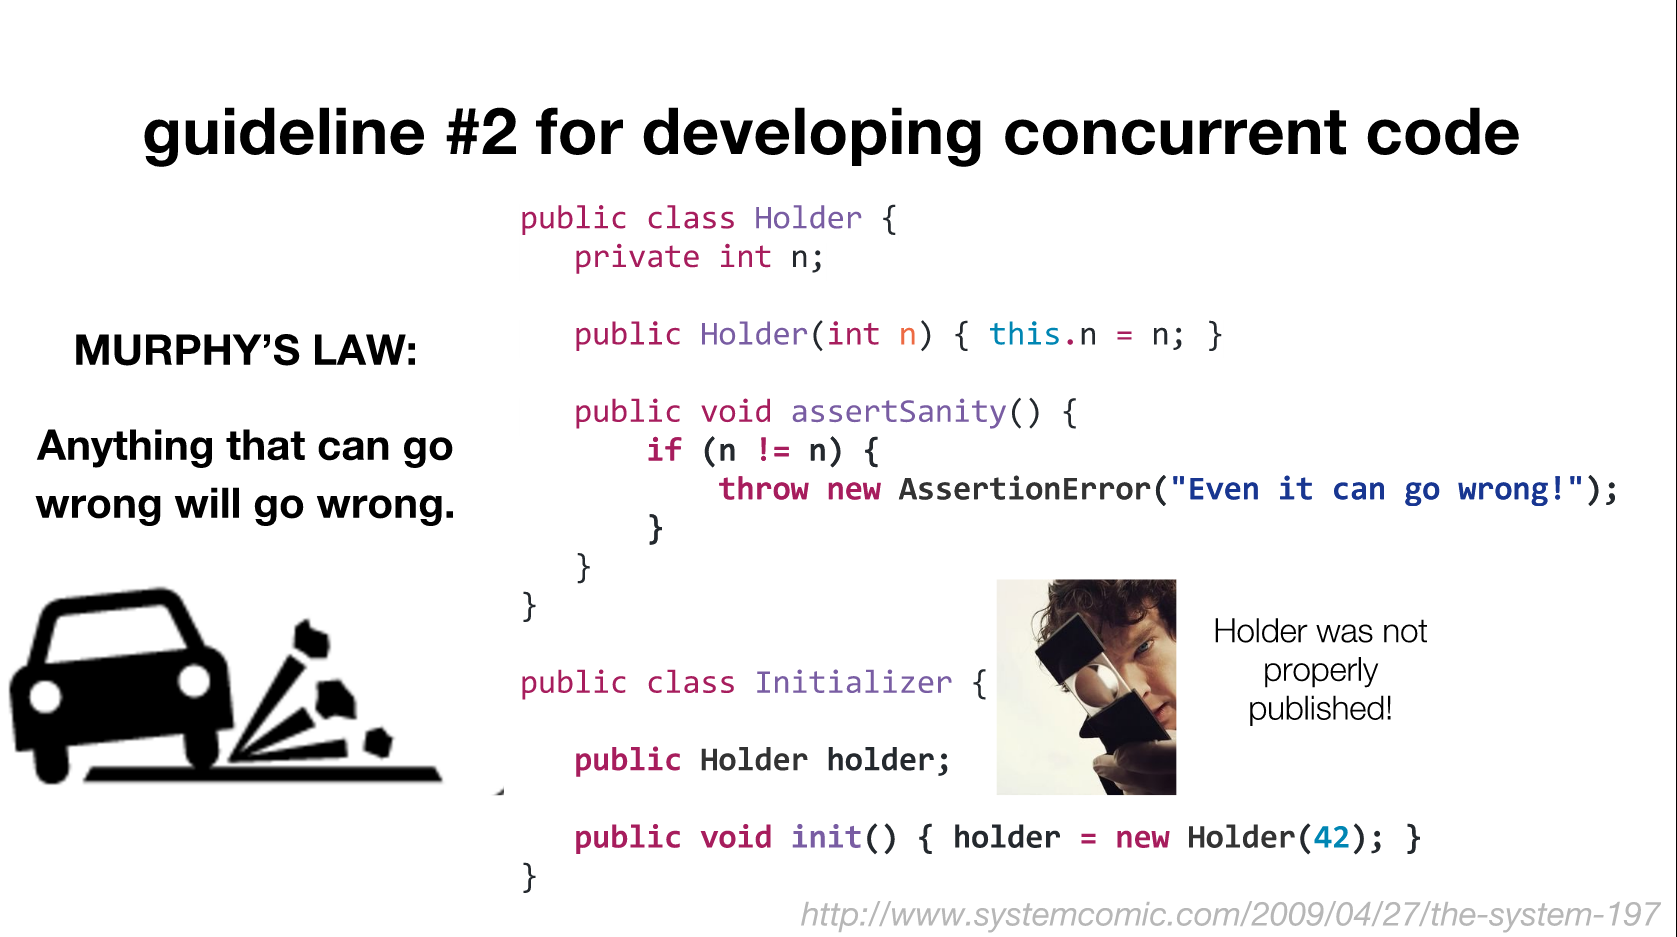 guideline #2 for developing concurrent code
MURPHY’S LAW:
Anything that can go
wrong will go wrong.
public class Holder {
private int n;
public Holder(int n) { this.n = n; }
public void assertSanity() {
if (n != n) {
throw new AssertionError("Even it can go wrong!");
}
}
}
public class Initializer {
public Holder holder;
public void init() { holder = new Holder(42); }
}
Holder was not
properly
published!
http://www.systemcomic.com/2009/04/27/the-system-197